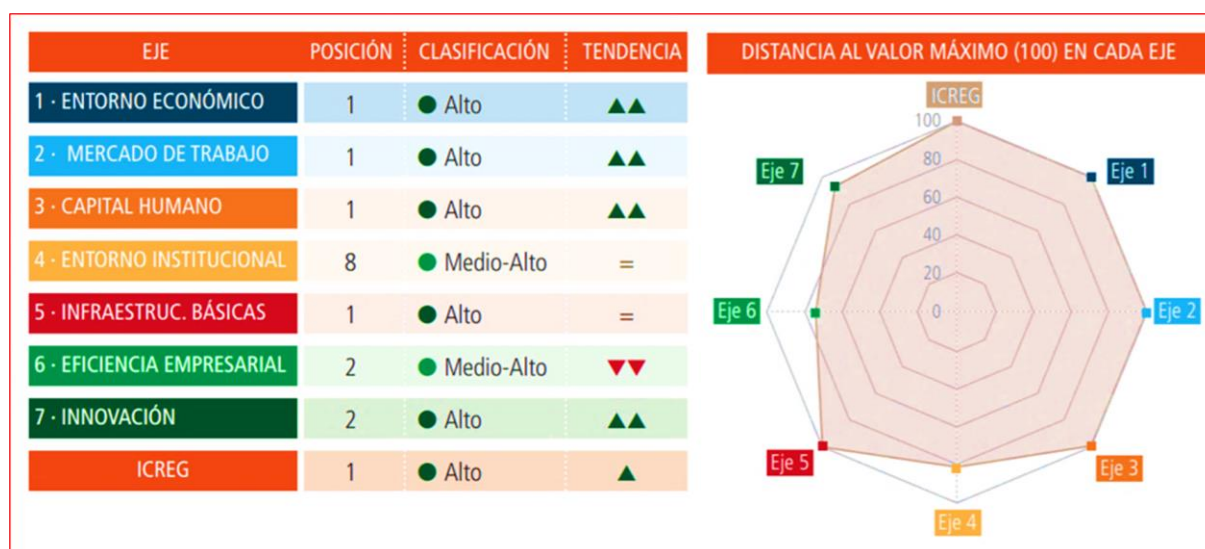 EJE POSICIÓN CLASIFICACIÓN TENDENCIA
1 · ENTORNO ECONÓMICO 1 Alto ▲▲
2 · MERCADO DE TRABAJO 1 Alto ▲▲
3 · CAPITAL HUMANO 1 Alto ▲▲
4 · ENTORNO INSTITUCIONAL 8 Medio-Alto =
5 · INFRAESTRUC. BÁSICAS 1 Alto =
6 · EFICIENCIA EMPRESARIAL 2 Medio-Alto ▼▼
7 · INNOVACIÓN 2 Alto ▲▲
ICREG 1 Alto ▲
DISTANCIA AL VALOR MÁXIMO (100) EN CADA EJE
ICREG
100
80
60
40
20
0
Eje 1
Eje 2
Eje 3
Eje 4
Eje 5
Eje 6
Eje 7